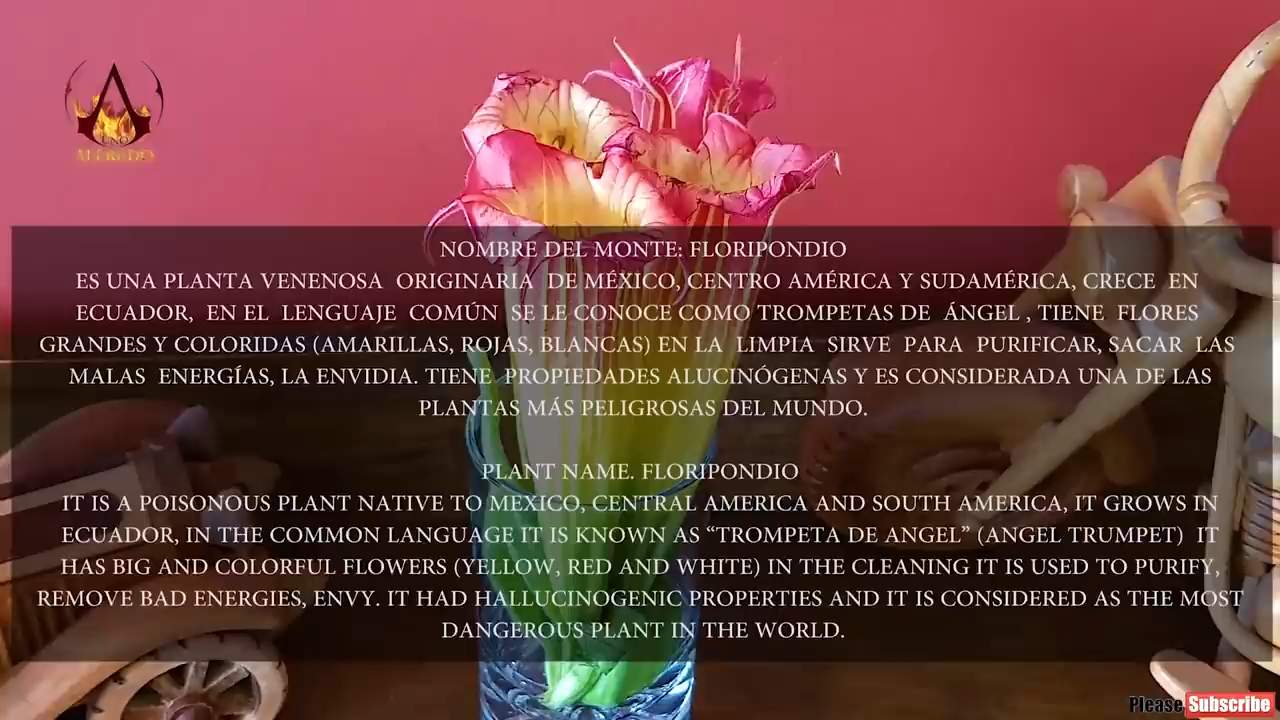 UNO
ALFREDO
NOMBRE DEL MONTE: FLORIPONDIO
ES UNA PLANTA VENENOSA ORIGINARIA DE MÉXICO, CENTRO AMÉRICA Y SUDAMÉRICA, CRECE EN
ECUADOR, EN EL LENGUAJE COMÚN SE LE CONOCE COMO TROMPETAS DE ÁNGEL , TIENE FLORES
GRANDES Y COLORIDAS (AMARILLAS, ROJAS, BLANCAS) EN LA LIMPIA SIRVE PARA PURIFICAR, SACAR LAS
MALAS ENERGÍAS, LA ENVIDIA. TIENE PROPIEDADES ALUCINÓGENAS Y ES CONSIDERADA UNA DE LAS
PLANTAS MÁS PELIGROSAS DEL MUNDO.
PLANT NAME. FLORIPONDIO
IT IS A POISONOUS PLANT NATIVE TO MEXICO, CENTRAL AMERICA AND SOUTH AMERICA, IT GROWS IN
ECUADOR, IN THE COMMON LANGUAGE IT IS KNOWN AS “TROMPETA DE ANGEL” (ANGEL TRUMPET) IT
HAS BIG AND COLORFUL FLOWERS (YELLOW, RED AND WHITE) IN THE CLEANING IT IS USED TO PURIFY,
REMOVE BAD ENERGIES, ENVY. IT HAD HALLUCINOGENIC PROPERTIES AND IT IS CONSIDERED AS THE MOST
DANGEROUS PLANT IN THE WORLD.
Please Subscribe